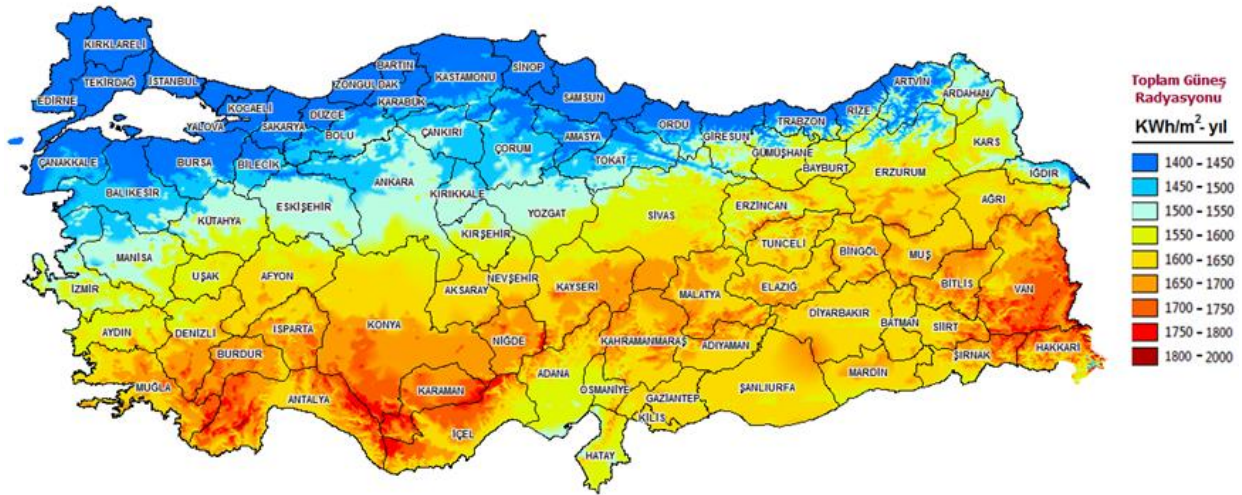 KIRKLARELİ
TEKİRDAĞ
İSTANBUL
EDİRNE
KOCAELİ
YALOVA
SAKARYA
DÜZCE
ZONGULDAK
BARTIN
KARABÜK
KASTAMONU
SİNOP
SAMSUN
BOLU
ÇANKIRI
ÇORUM
AMASYA
TOKAT
ORDU
GİRESUN
TRABZON
GÜMÜŞHANE
RİZE
ARTVİN
ARDAHAN
KARS
BAYBURT
ERZURUM
IĞDIR
AĞRI
ÇANAKKALE
BURSA
BİLECİK
BALIKEŞİR
KÜTAHYA
ESKİŞEHİR
ANKARA
KIRIKKALE
YOZGAT
KIRŞEHİR
SİVAS
ERZİNCAN
TUNCELİ
BİNGÖL
MUŞ
BİTLİS
VAN
MANİSA
İZMİR
UŞAK
AFYON
AKSARAY
NEVŞEHİR
KAYSERİ
MALATYA
ELAZIĞ
DİYARBAKIR
BATMAN
SİİRT
ŞIRNAK
HAKKARİ
AYDIN
DENİZLİ
ISPARTA
BURDUR
KONYA
NİĞDE
KAHRAMANMARAŞ
ADIYAMAN
MARDİN
ŞANLIURFA
MUĞLA
ANTALYA
KARAMAN
İÇEL
ADANA
OSMANİYE
GAZİANTEP
KİLİS
HATAY
Toplam Güneş
Radyasyonu
KWh/m²- yıl
1400 - 1450
1450 - 1500
1500 - 1550
1550 - 1600
1600 - 1650
1650 - 1700
1700 - 1750
1750 - 1800
1800 - 2000